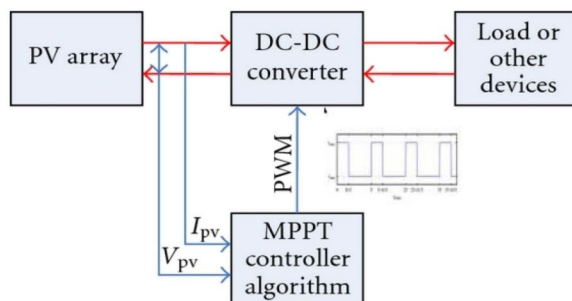 PV array
DC-DC
converter
Load or
other
devices
PWM
Ipv
Vpv
MPPT
controller
algorithm